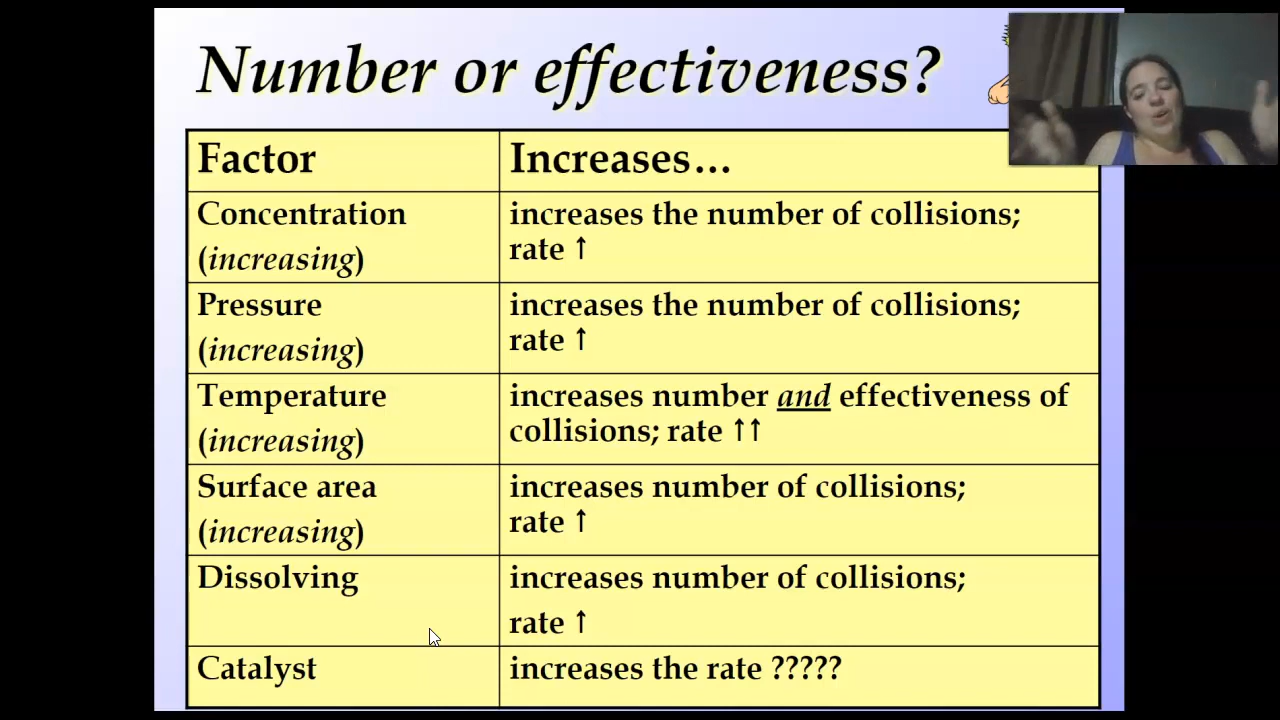 Number or effectiveness?
Factor
Increases…
Concentration
(increasing)
increases the number of collisions;
rate ↑
Pressure
(increasing)
increases the number of collisions;
rate ↑
Temperature
(increasing)
increases number and effectiveness of
collisions; rate ↑↑
Surface area
(increasing)
increases number of collisions;
rate ↑
Dissolving
increases number of collisions;
rate ↑
Catalyst
increases the rate ?????